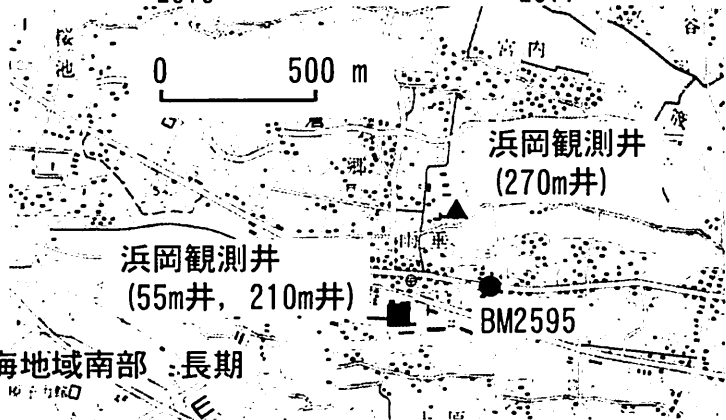 桜池
谷
宮内
0 500 m
郷
浜岡観測井
(270m井)
浜岡観測井
(55m井, 210m井)
BM2595
海地域南部 長期